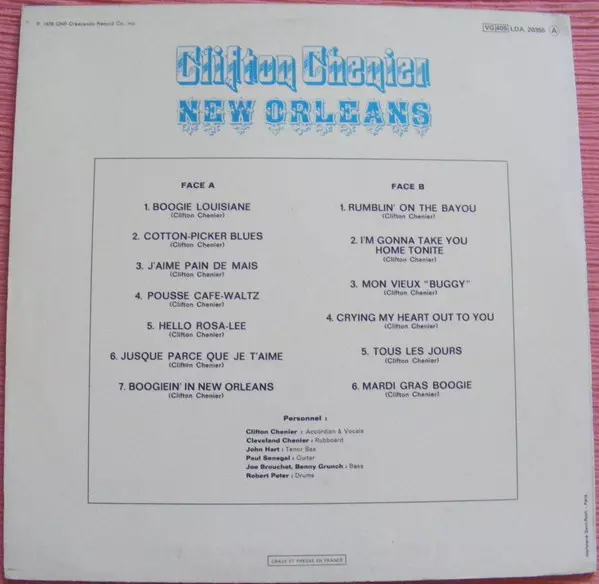 ℗ 1978 GNP Crescendo Record Co., Inc.
VG 405 LDA. 20350 A
Clifton Chenier
NEW ORLEANS
FACE A
1. BOOGIE LOUISIANE
(Clifton Chenier)
2. COTTON-PICKER BLUES
(Clifton Chenier)
3. J'AIME PAIN DE MAIS
(Clifton Chenier)
4. POUSSE CAFE-WALTZ
(Clifton Chenier)
5. HELLO ROSA-LEE
(Clifton Chenier)
6. JUSQUE PARCE QUE JE T'AIME
(Clifton Chenier)
7. BOOGIEIN' IN NEW ORLEANS
(Clifton Chenier)
FACE B
1. RUMBLIN' ON THE BAYOU
(Clifton Chenier)
2. I'M GONNA TAKE YOU
HOME TONITE
(Clifton Chenier)
3. MON VIEUX "BUGGY"
(Clifton Chenier)
4. CRYING MY HEART OUT TO YOU
(Clifton Chenier)
5. TOUS LES JOURS
(Clifton Chenier)
6. MARDI GRAS BOOGIE
(Clifton Chenier)
Personnel :
Clifton Chenier : Accordian & Vocals
Cleveland Chenier : Rubboard
John Hart : Tenor Sax
Paul Senegal : Guitar
Joe Brouchet, Benny Grunch : Bass
Robert Peter : Drums
GRAVE ET PRESSE EN FRANCE